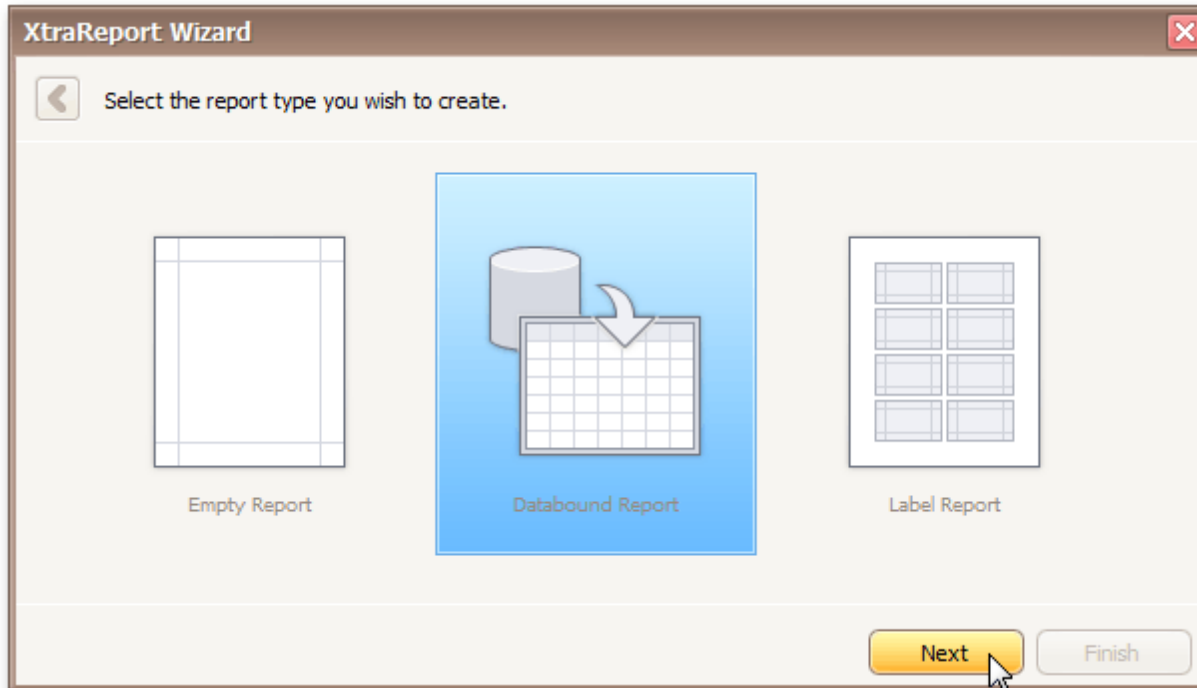 XtraReport Wizard
Select the report type you wish to create.
Empty Report
Databound Report
Label Report
Next
Finish